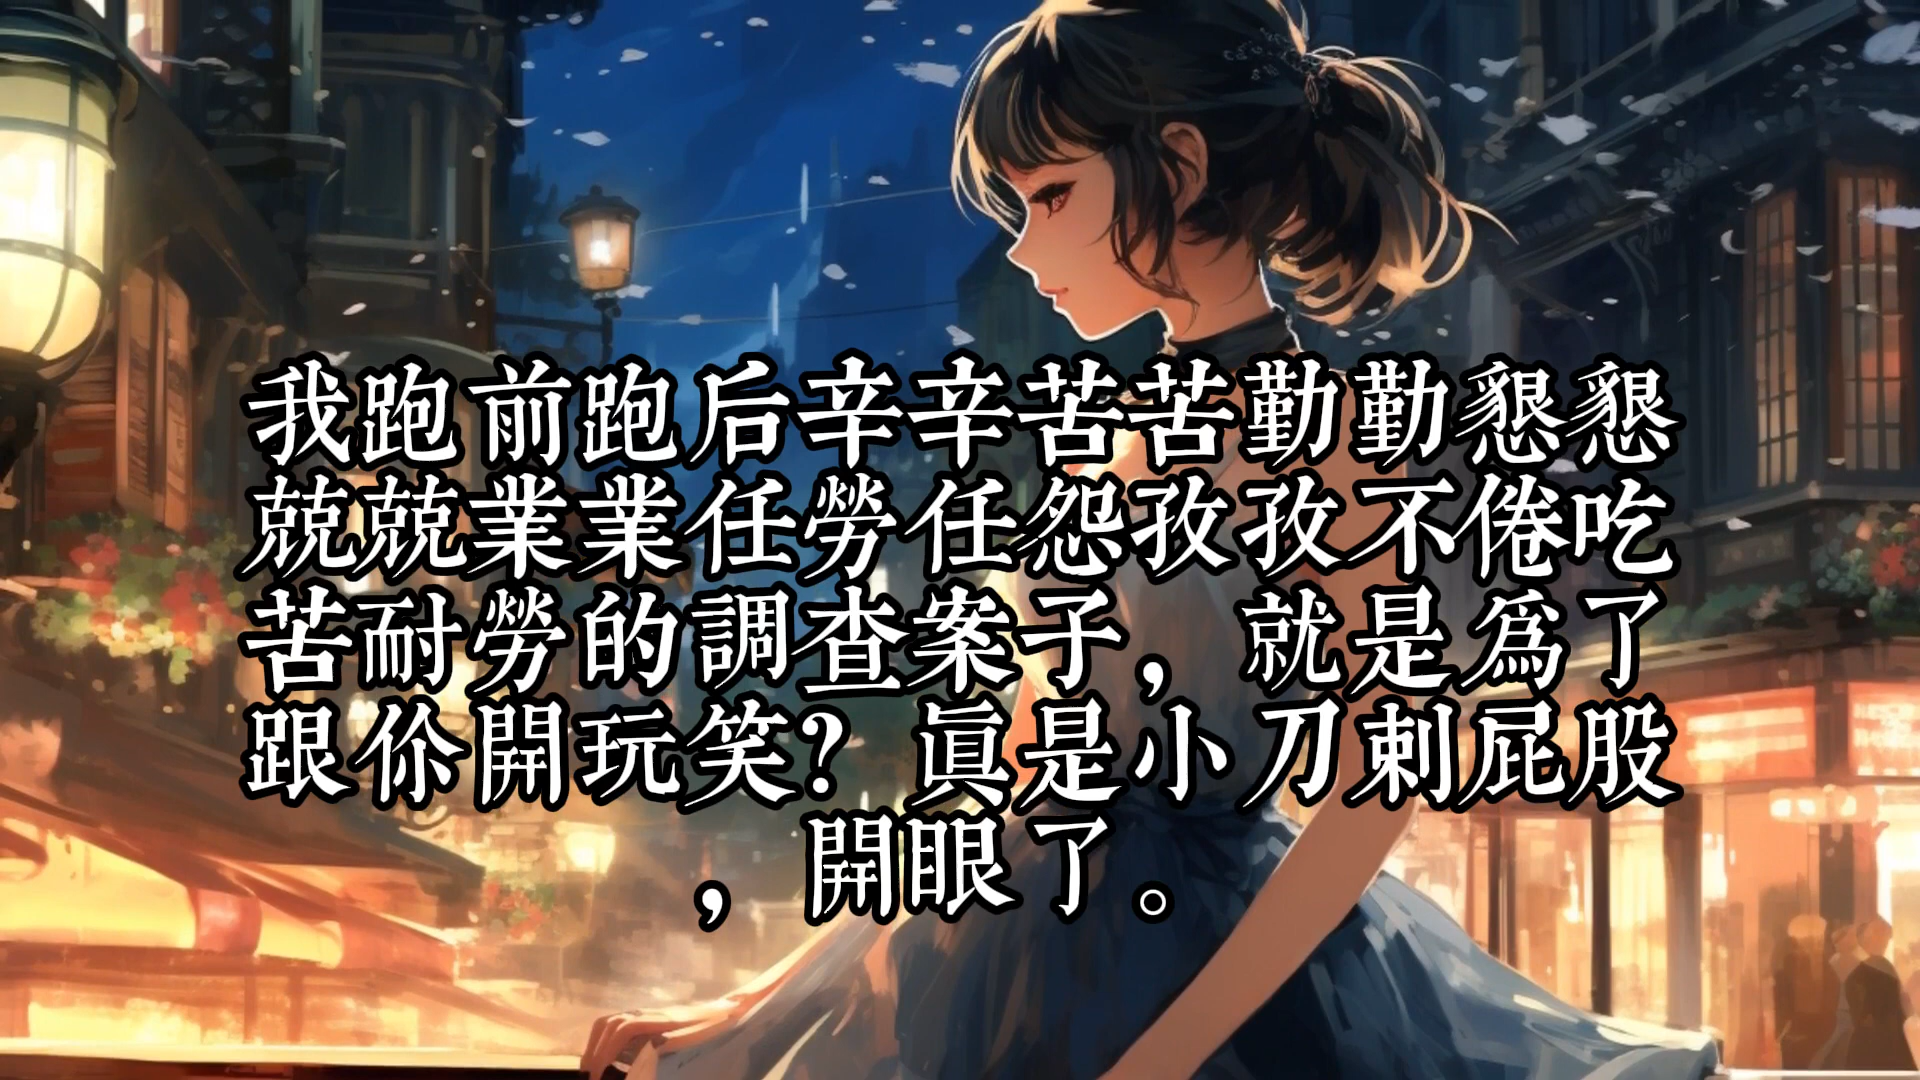 我跑前跑后辛辛苦苦勤勤懇懇
兢兢業業任勞任怨孜孜不倦吃
苦耐勞的調查案子，就是爲了
跟你開玩笑？真是小刀刺屁股
，開眼了。